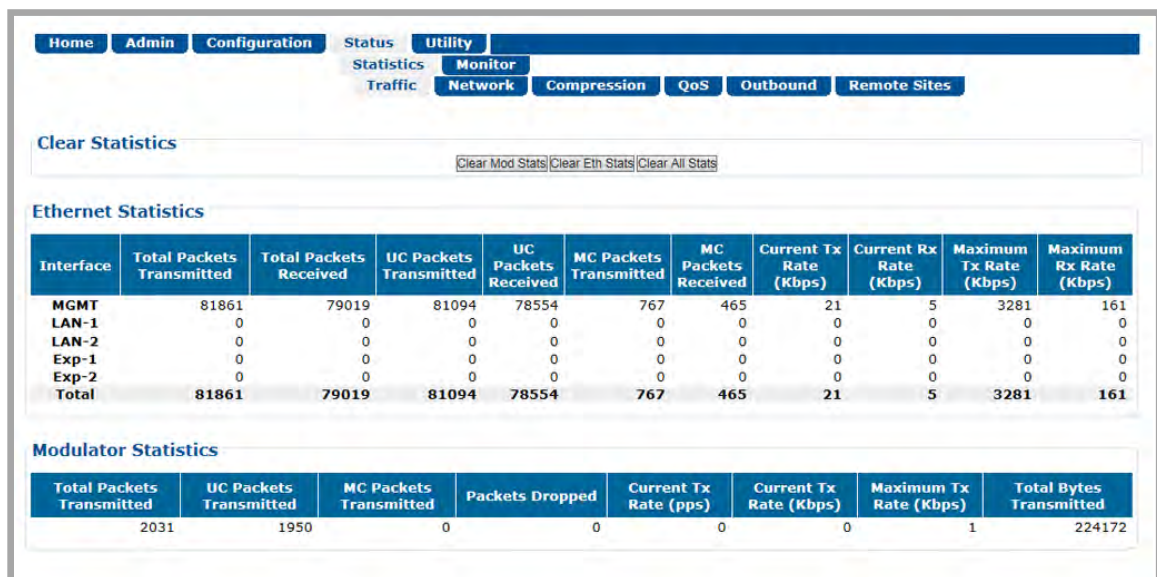 Home Admin Configuration Status Utility
Statistics Monitor
Traffic Network Compression QoS Outbound Remote Sites
Clear Statistics
Clear Mod Stats Clear Eth Stats Clear All Stats
Ethernet Statistics
Interface Total Packets Transmitted Total Packets Received UC Packets Transmitted UC Packets Received MC Packets Transmitted MC Packets Received Current Tx Rate (Kbps) Current Rx Rate (Kbps) Maximum Tx Rate (Kbps) Maximum Rx Rate (Kbps)
MGMT 81861 79019 81094 78554 767 465 21 5 3281 161
LAN-1 0 0 0 0 0 0 0 0 0 0
LAN-2 0 0 0 0 0 0 0 0 0 0
Exp-1 0 0 0 0 0 0 0 0 0 0
Exp-2 0 0 0 0 0 0 0 0 0 0
Total 81861 79019 81094 78554 767 465 21 5 3281 161
Modulator Statistics
Total Packets Transmitted UC Packets Transmitted MC Packets Transmitted Packets Dropped Current Tx Rate (pps) Current Tx Rate (Kbps) Maximum Tx Rate (Kbps) Total Bytes Transmitted
2031 1950 0 0 0 0 1 224172